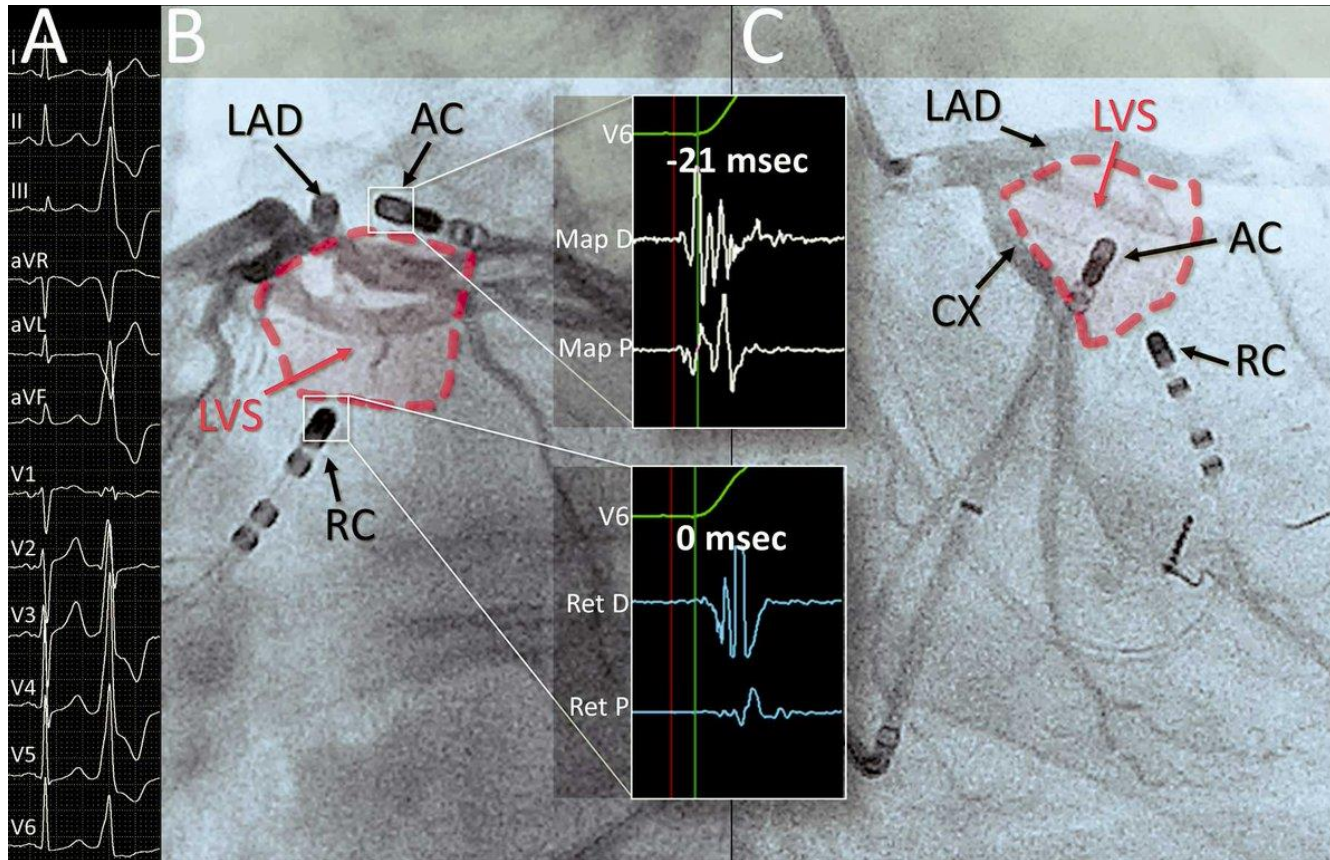 A
I
II
III
aVR
aVL
aVF
V1
V2
V3
V4
V5
V6
B
LAD
AC
LVS
RC
V6
-21 msec
Map D
Map P
V6
0 msec
Ret D
Ret P
C
LAD
LVS
AC
CX
RC